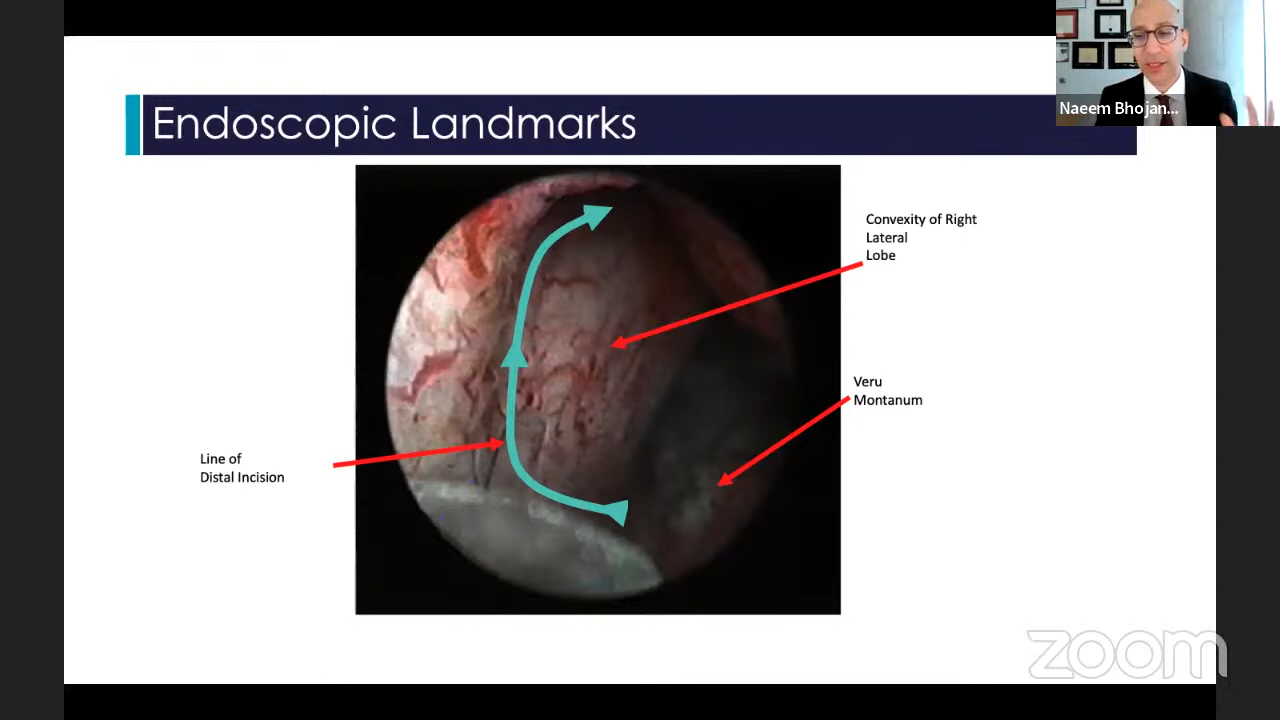 Naeem Bhojan...
Endoscopic Landmarks
Convexity of Right
Lateral
Lobe
Veru
Montanum
Line of
Distal Incision
zoom